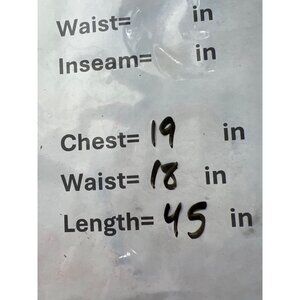 Waist= in
Inseam= in
Chest= 19 in
Waist= 18 in
Length= 45 in